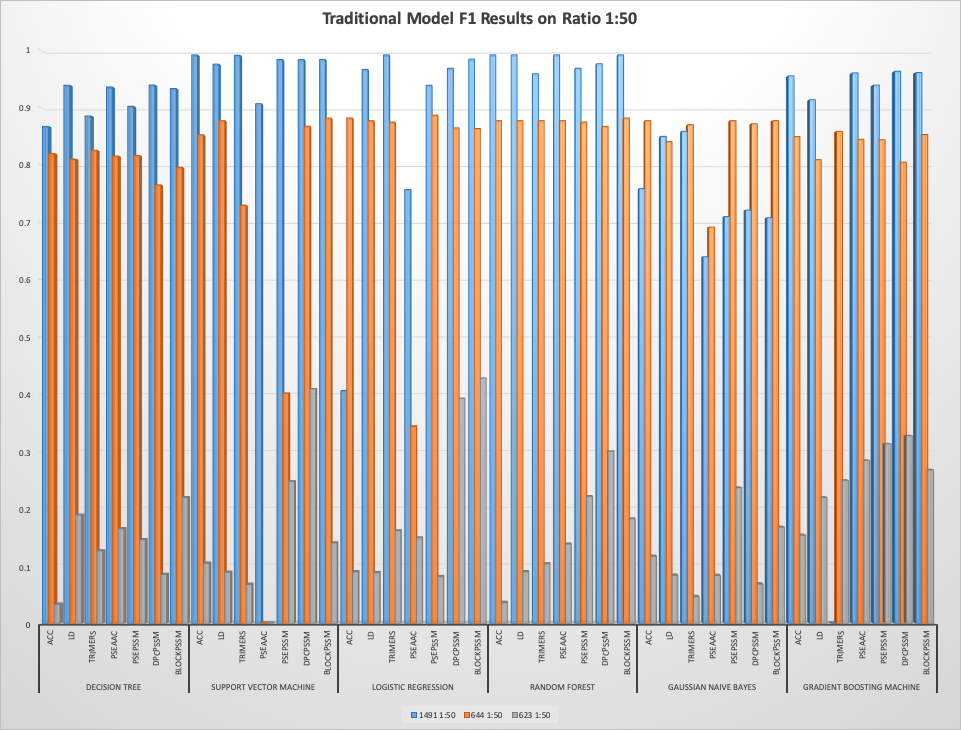 Traditional Model F1 Results on Ratio 1:50
1
0.9
0.8
0.7
0.6
0.5
0.4
0.3
0.2
0.1
0
ACC
LD
TRIMERs
PSEAAC
PSEPSSM
DPCPSSM
BLOCKPSSM
ACC
LD
TRIMERS
PSEAAC
PSEPSSM
DPCPSSM
BLOCKPSSM
ACC
LD
TRIMERS
PSEAAC
PSEPSSM
DPCPSSM
BLOCKPSSM
ACC
LD
TRIMERS
PSEAAC
PSEPSSM
DPCPSSM
BLOCKPSSM
ACC
LD
TRIMERS
PSEAAC
PSEPSSM
DPCPSSM
BLOCKPSSM
ACC
LD
TRIMERs
PSEAAC
PSEPSSM
DPCPSSM
BLOCKPSSM
DECISION TREE
SUPPORT VECTOR MACHINE
LOGISTIC REGRESSION
RANDOM FOREST
GAUSSIAN NAIVE BAYES
GRADIENT BOOSTING MACHINE
1491 1:50 644 1:50 623 1:50